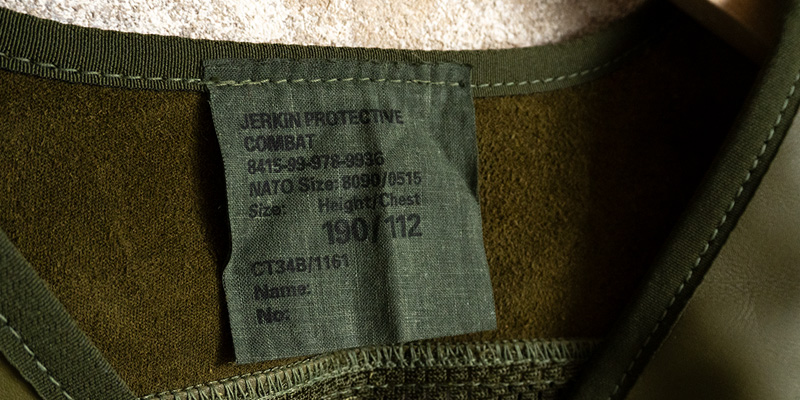 JERKIN PROTECTIVE
COMBAT
8415-99-978-9936
NATO Size: 8090/0515
Size: Height/Chest
190/112
CT34B/1161
Name:
No: